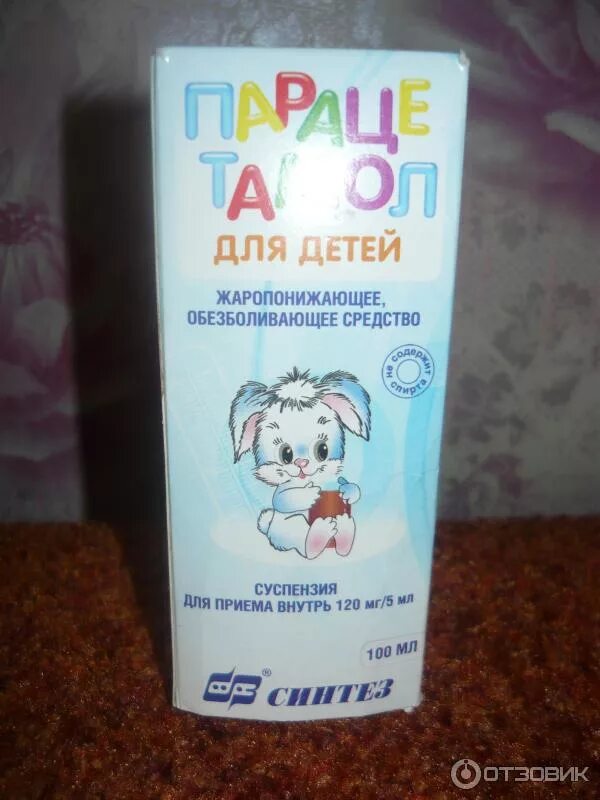 ПАРАЦЕ
ТАМОЛ
ДЛЯ ДЕТЕЙ
ЖАРОПОНИЖАЮЩЕЕ,
ОБЕЗБОЛИВАЮЩЕЕ СРЕДСТВО
не содержит
спирта
СУСПЕНЗИЯ
ДЛЯ ПРИЕМА ВНУТРЬ 120 мг/5 мл
100 МЛ
® СИНТЕЗ
ОТЗОВИК